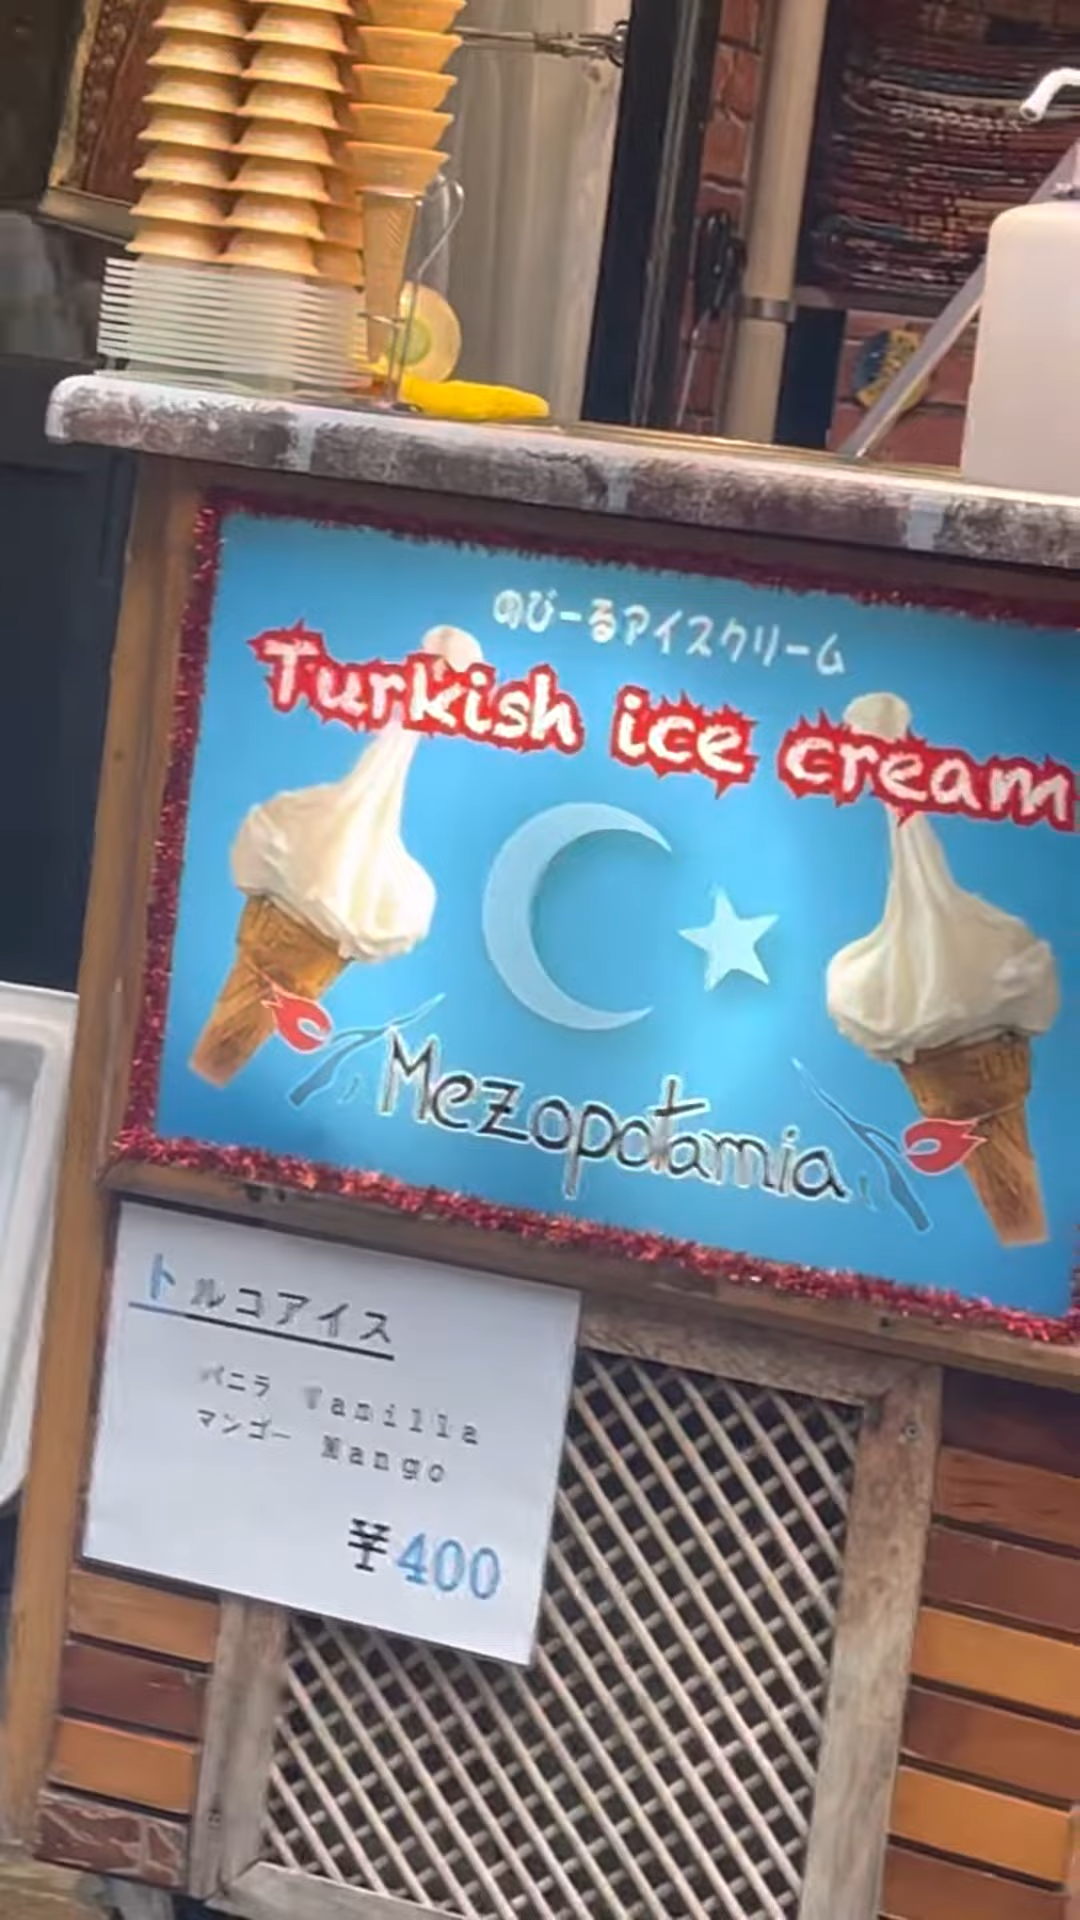 のびーるアイスクリーム
Turkish ice cream
Mezopotamia
トルコアイス
バニラ Vanilla
マンゴー Mango
¥400